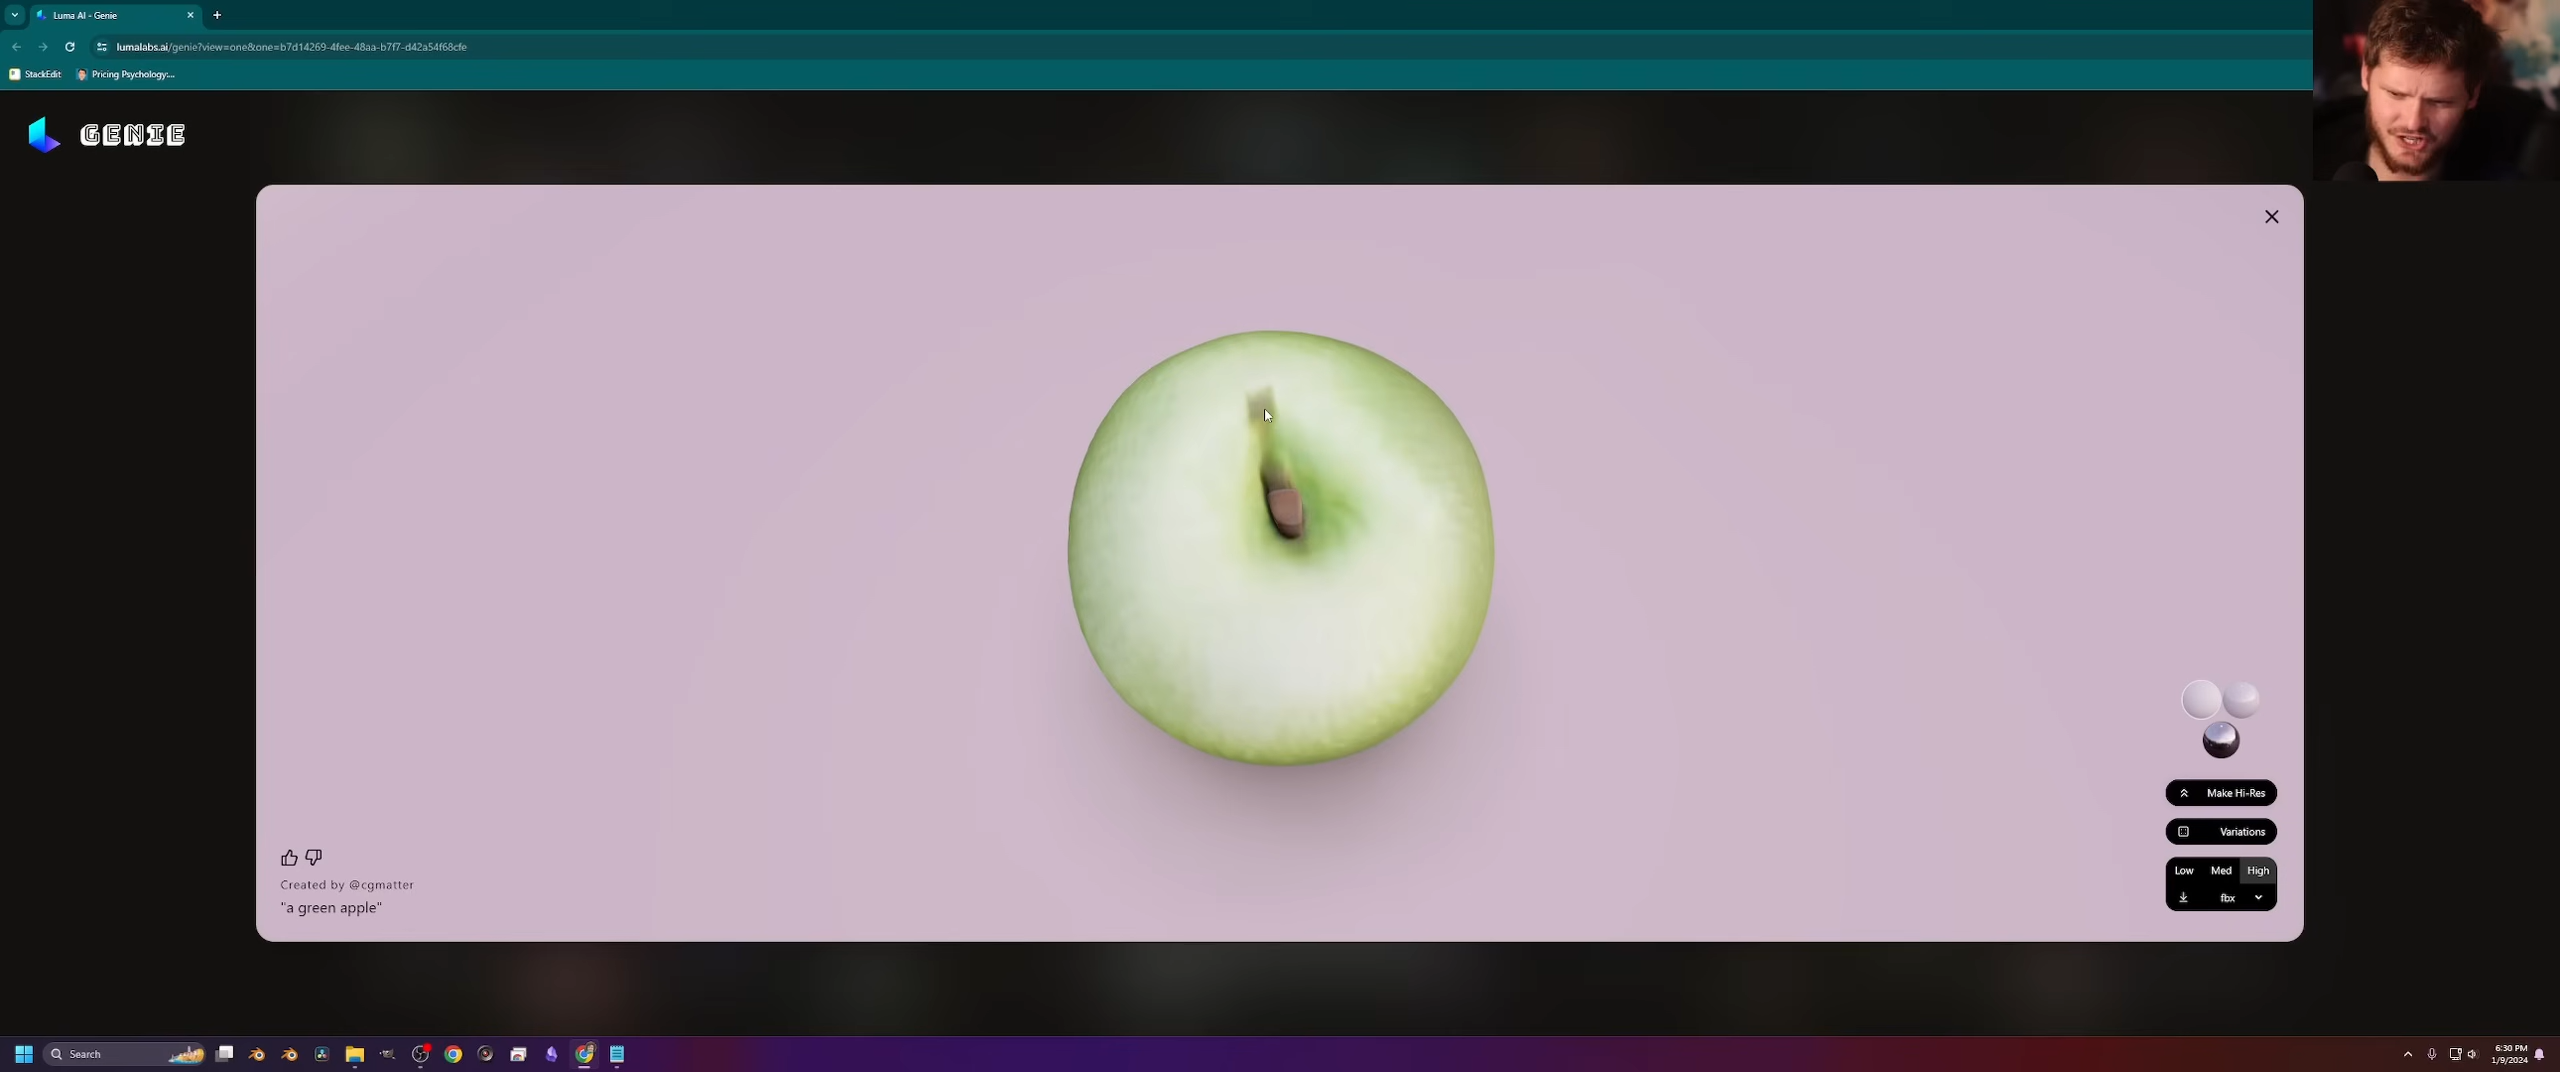 Luma AI - Genie
lumalabs.ai/genie?view=one&one=b7d14269-4fee-48aa-b7f7-d42a54f68cfe
StackEdit
Pricing Psychology:...
GENIE
Make Hi-Res
Variations
Low Med High
fbx
Created by @cgmatter
"a green apple"
Search
6:30 PM
1/9/2024